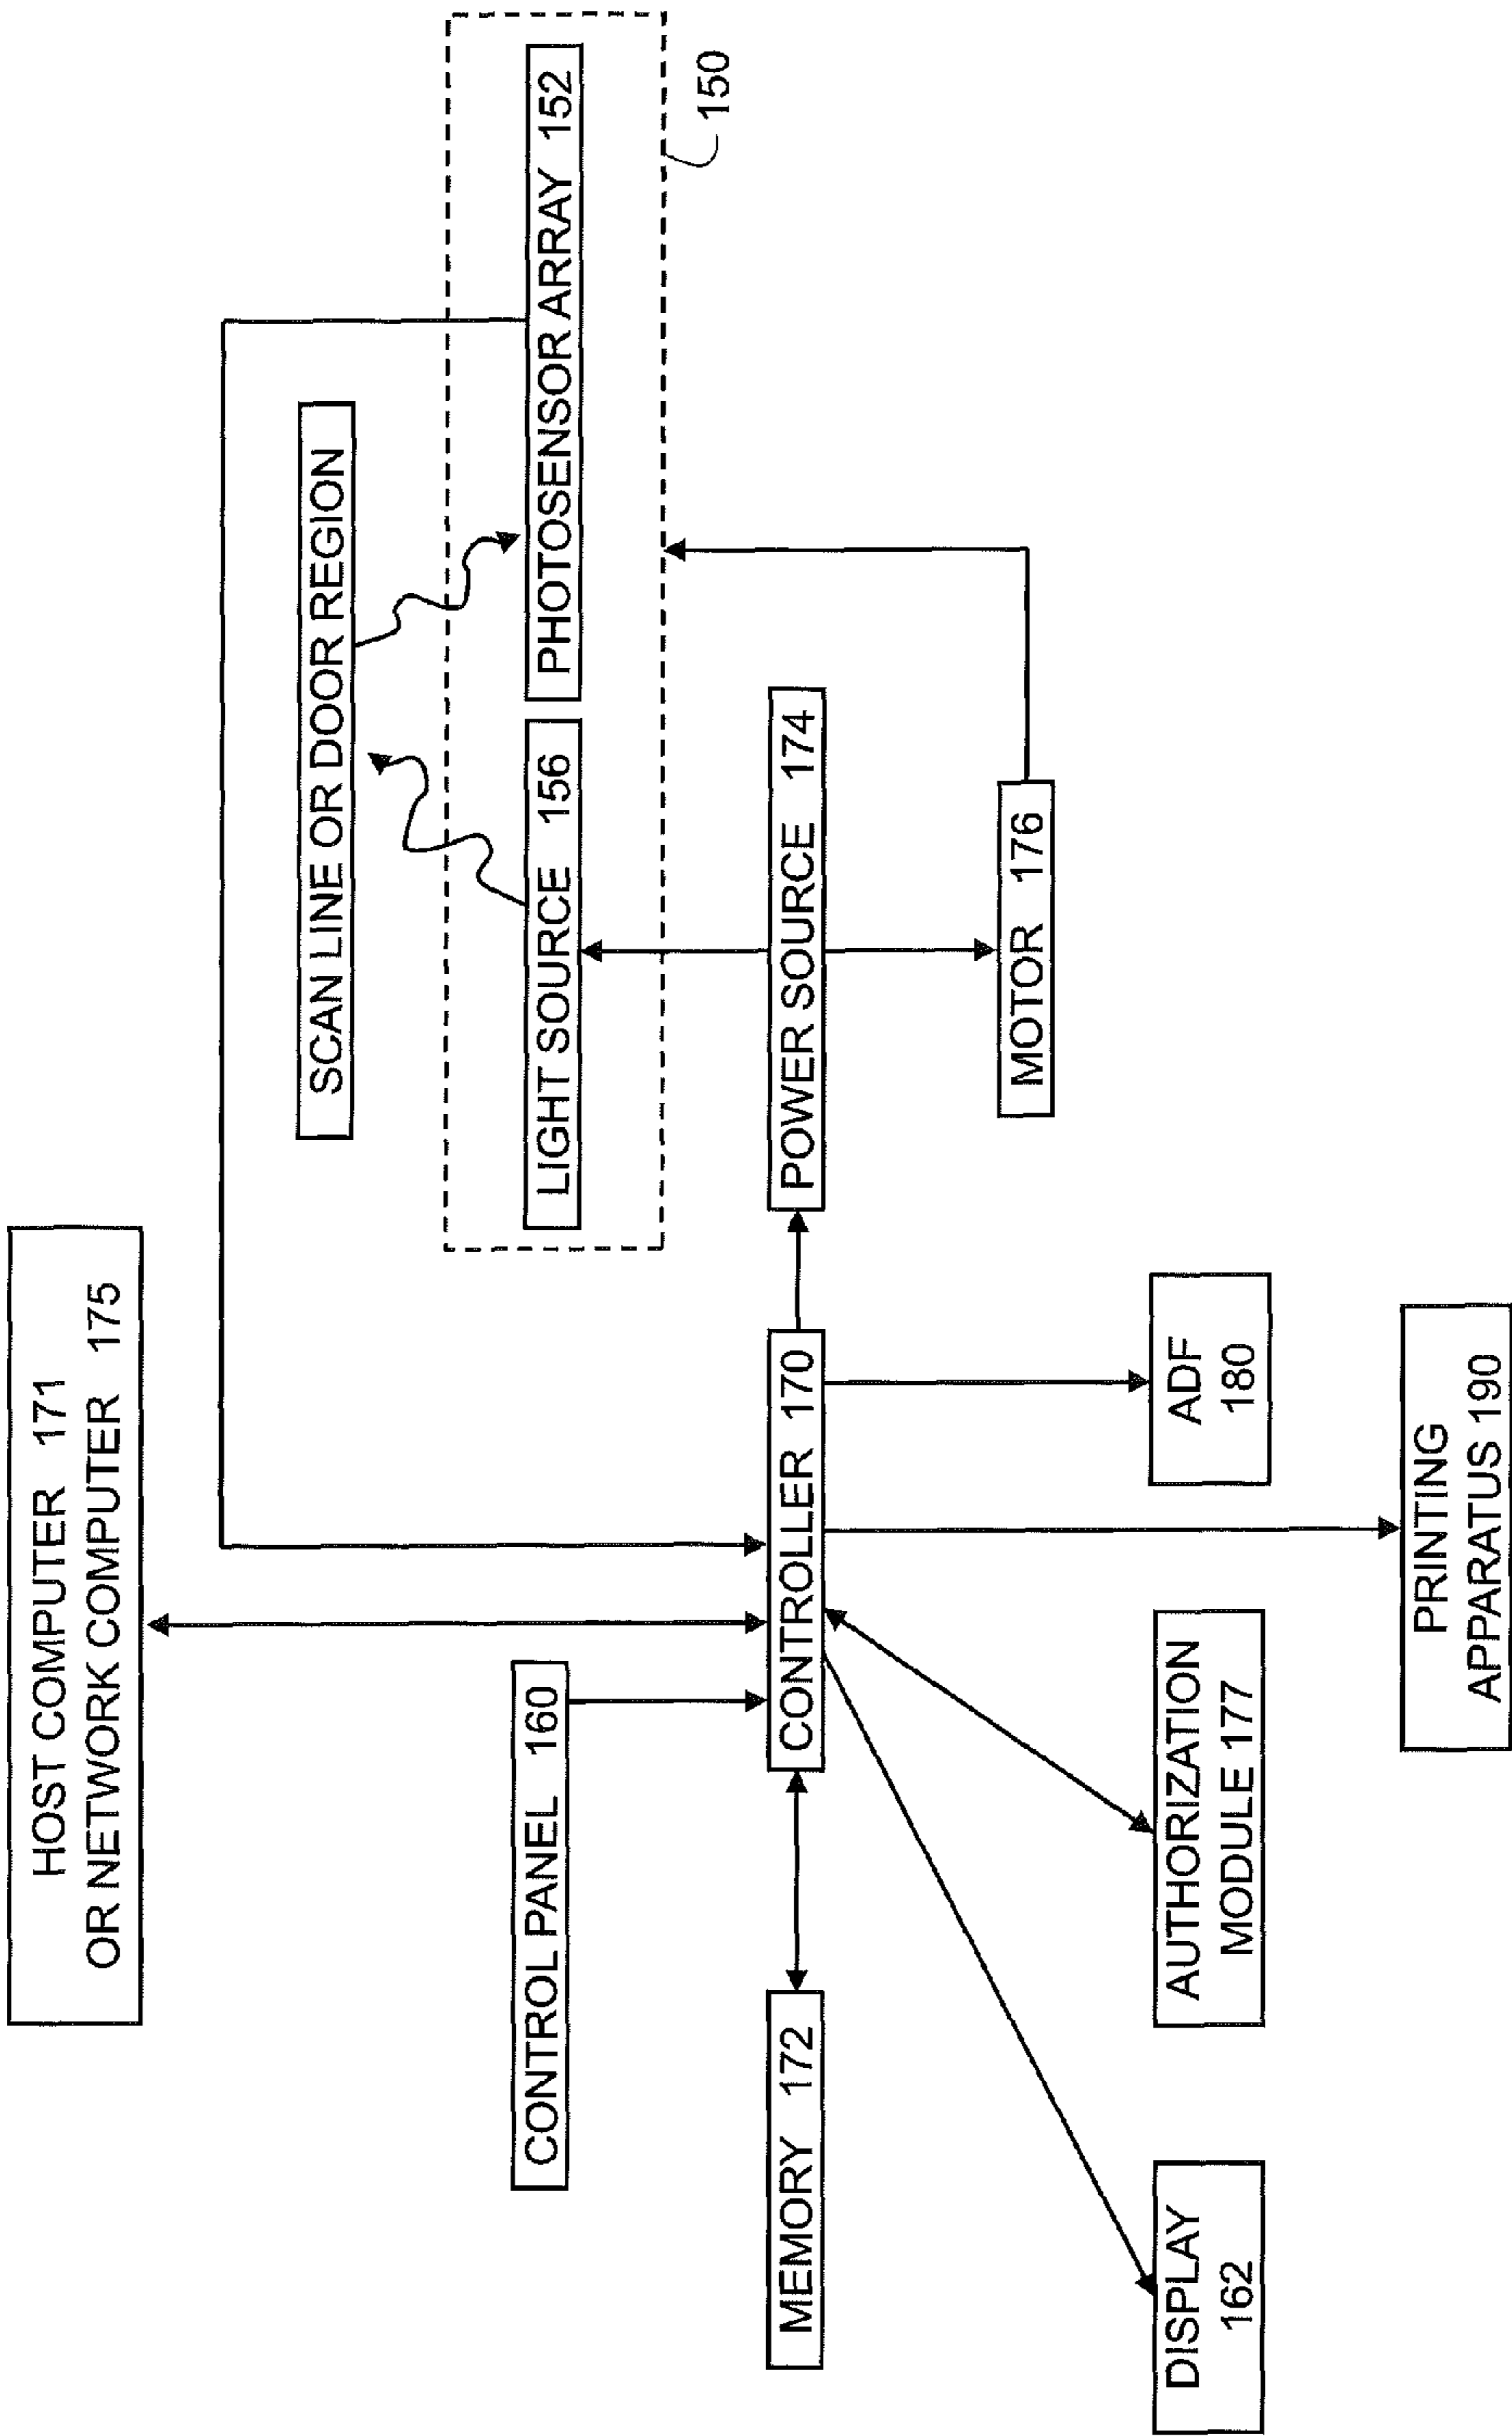 HOST COMPUTER 171
OR NETWORK COMPUTER 175
SCAN LINE OR DOOR REGION
CONTROL PANEL 160
LIGHT SOURCE 156
PHOTOSENSOR ARRAY 152
150
MEMORY 172
CONTROLLER 170
POWER SOURCE 174
MOTOR 176
DISPLAY
162
AUTHORIZATION
MODULE 177
ADF
180
PRINTING
APPARATUS 190